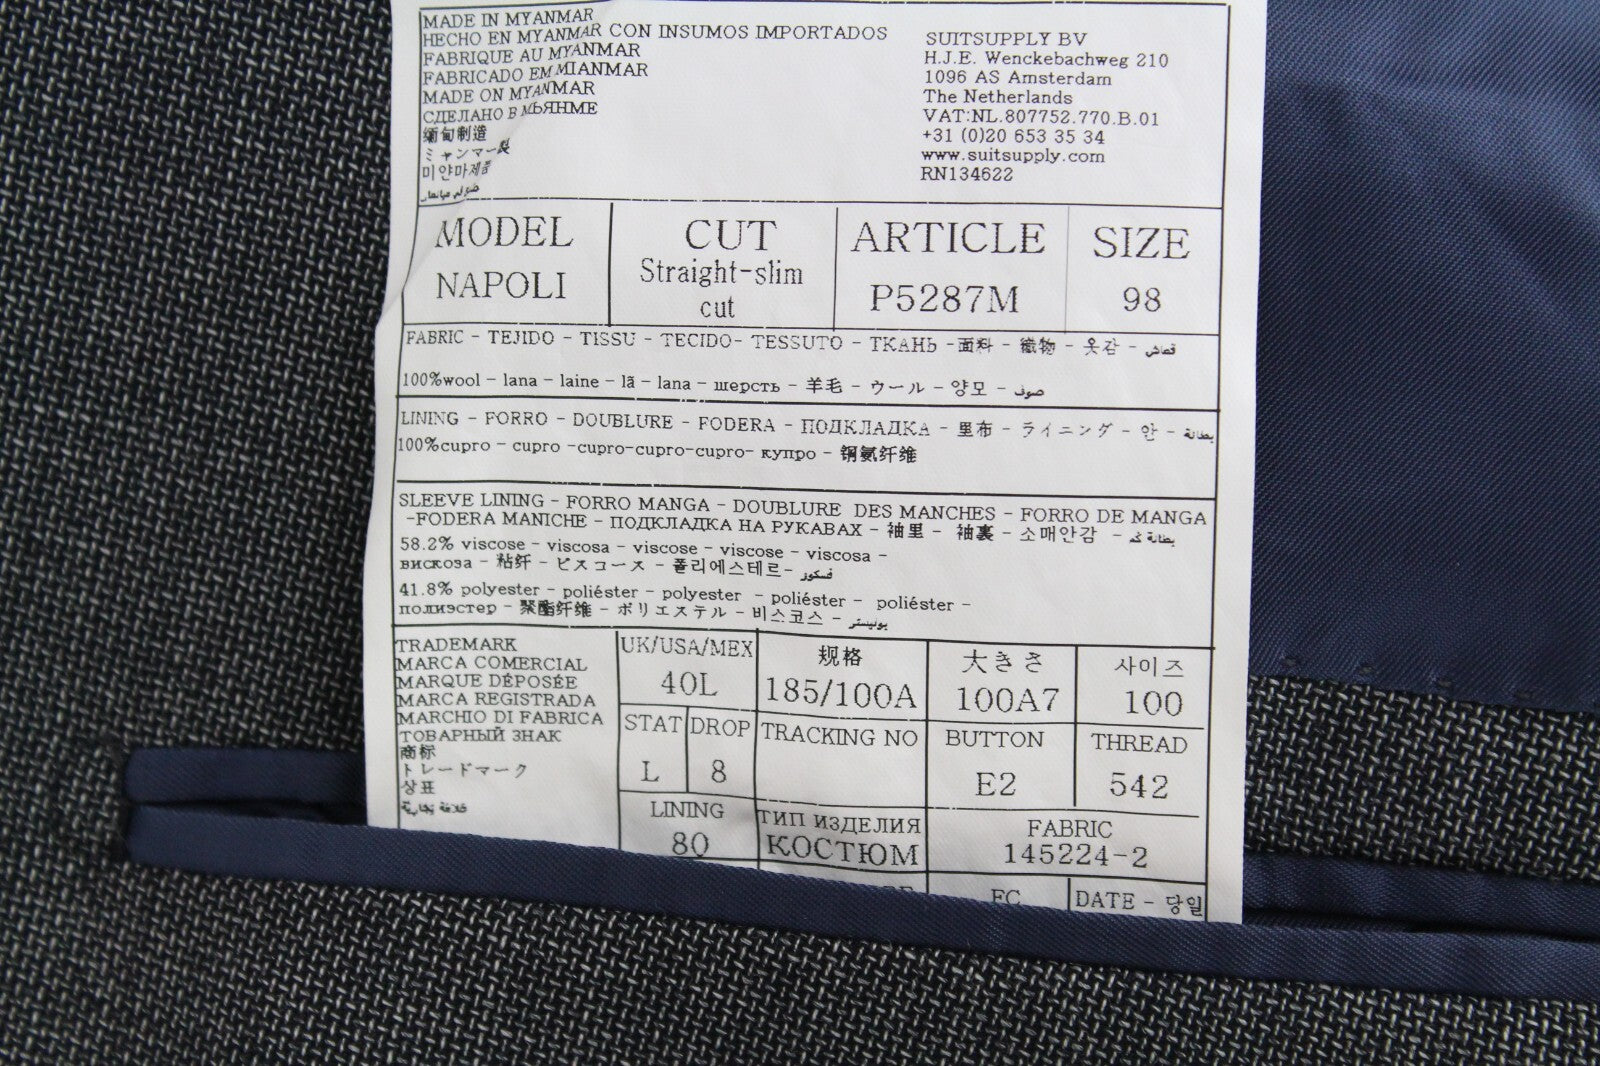 MADE IN MYANMAR
HECHO EN MYANMAR CON INSUMOS IMPORTADOS
FABRIQUE AU MYANMAR
FABRICADO EM MIANMAR
MADE ON MYANMAR
СДЕЛАНО В МЬЯНМЕ
缅甸制造
ミャンマー製
미얀마제품
SUITSUPPLY BV
H.J.E. Wenckebachweg 210
1096 AS Amsterdam
The Netherlands
VAT:NL.807752.770.B.01
+31 (0)20 653 35 34
www.suitsupply.com
RN134622
MODEL
NAPOLI
CUT
Straight-slim
cut
ARTICLE
P5287M
SIZE
98
FABRIC - TEJIDO - TISSU - TECIDO- TESSUTO - ТКАНЬ -面料 - 織物 - 옷감 - قماش
100%wool - lana - laine - lã - lana - шерсть - 羊毛 - ウール - 양모 - صوف
LINING - FORRO - DOUBLURE - FODERA - ПОДКЛАДКА - 里布 - ライニング - 안 - بطانة
100%cupro - cupro -cupro-cupro-cupro- купро - 铜氨纤维
SLEEVE LINING - FORRO MANGA - DOUBLURE DES MANCHES - FORRO DE MANGA
-FODERA MANICHE - ПОДКЛАДКА НА РУКАВАХ - 袖里 - 袖裏 - 소매안감 - بطانة كم
58.2% viscose - viscosa - viscose - viscose - viscosa -
вискоза - 粘纤 - ビスコース - 폴리에스테르- فسكوز
41.8% polyester - poliéster - polyester - poliéster - poliéster -
полиэстер - 聚酯纤维 - ポリエステル - 비스코스 -
TRADEMARK
MARCA COMERCIAL
MARQUE DÉPOSÉE
MARCA REGISTRADA
MARCHIO DI FABRICA
ТОВАРНЫЙ ЗНАК
商标
トレードマーク
상표
UK/USA/MEX
40L
规格
185/100A
大きさ
100A7
사이즈
100
STAT
L
DROP
8
TRACKING NO
BUTTON
E2
THREAD
542
LINING
80
ТИП ИЗДЕЛИЯ
КОСТЮМ
FABRIC
145224-2
FC
DATE - 당일